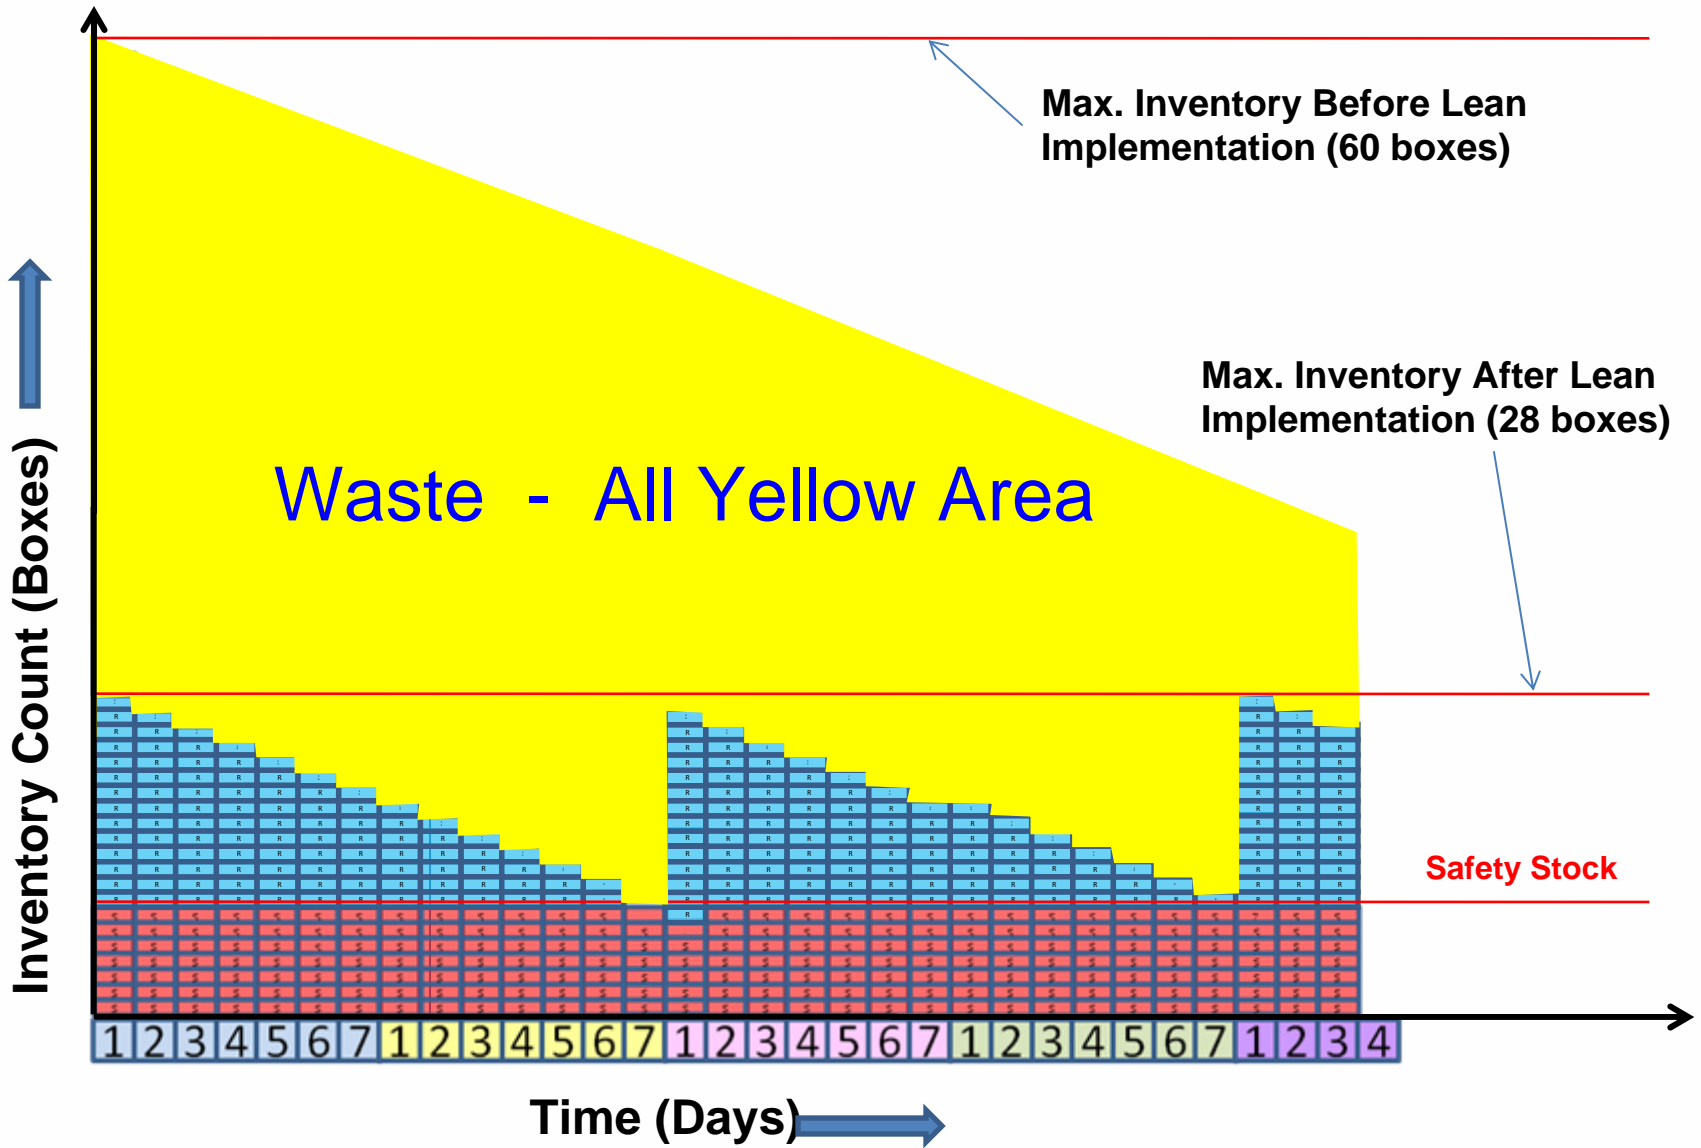 Max. Inventory Before Lean
Implementation (60 boxes)
Max. Inventory After Lean
Implementation (28 boxes)
Waste - All Yellow Area
Safety Stock
Inventory Count (Boxes)
1 2 3 4 5 6 7 1 2 3 4 5 6 7 1 2 3 4 5 6 7 1 2 3 4 5 6 7 1 2 3 4
Time (Days)